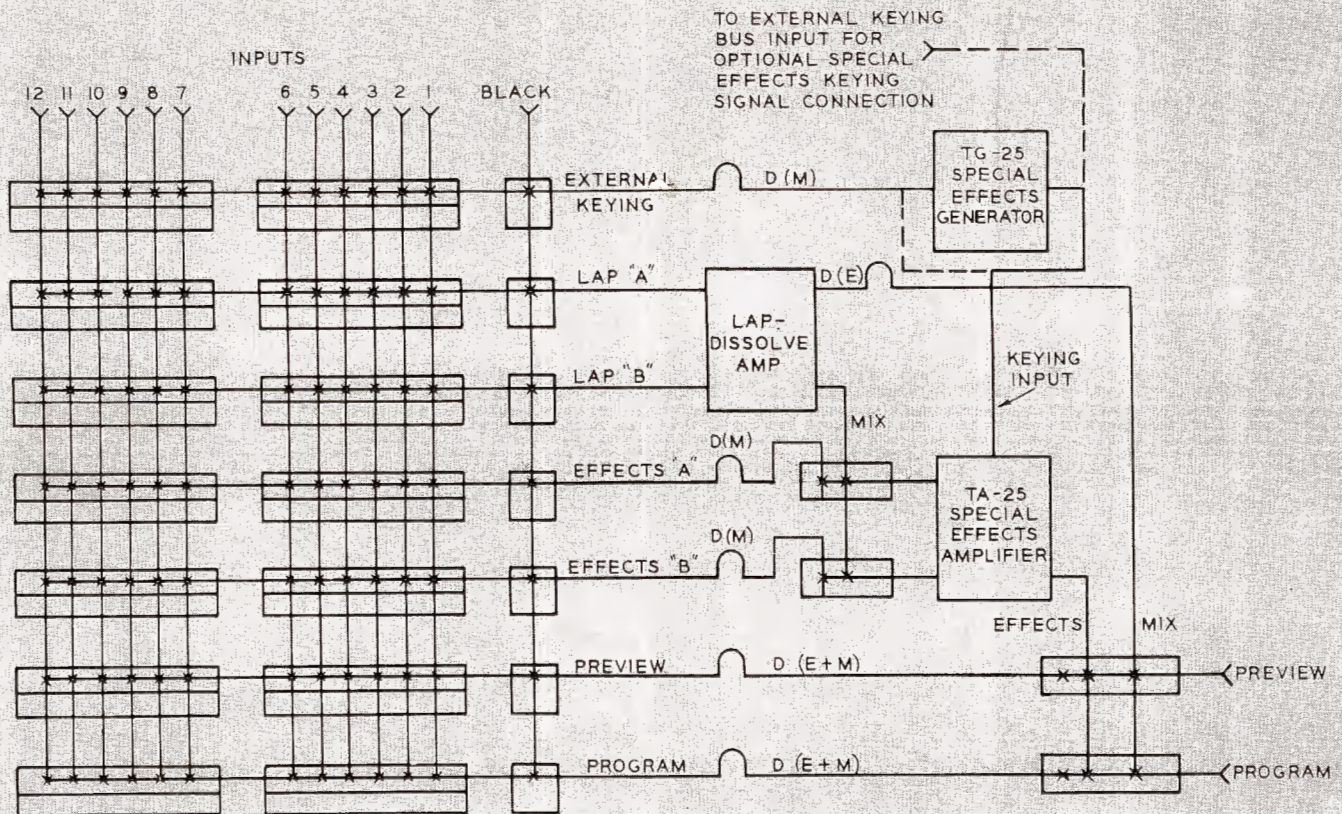 TO EXTERNAL KEYING
BUS INPUT FOR
OPTIONAL SPECIAL
EFFECTS KEYING
SIGNAL CONNECTION
INPUTS
12 11 10 9 8 7 6 5 4 3 2 1 BLACK
TG-25
SPECIAL
EFFECTS
GENERATOR
EXTERNAL
KEYING
D (M)
LAP "A"
D (E)
LAP-
DISSOLVE
AMP
KEYING
INPUT
LAP "B"
MIX
EFFECTS "A"
D(M)
TA-25
SPECIAL
EFFECTS
AMPLIFIER
EFFECTS "B"
D(M)
EFFECTS
MIX
PREVIEW
D (E+M)
PREVIEW
PROGRAM
D (E+M)
PROGRAM